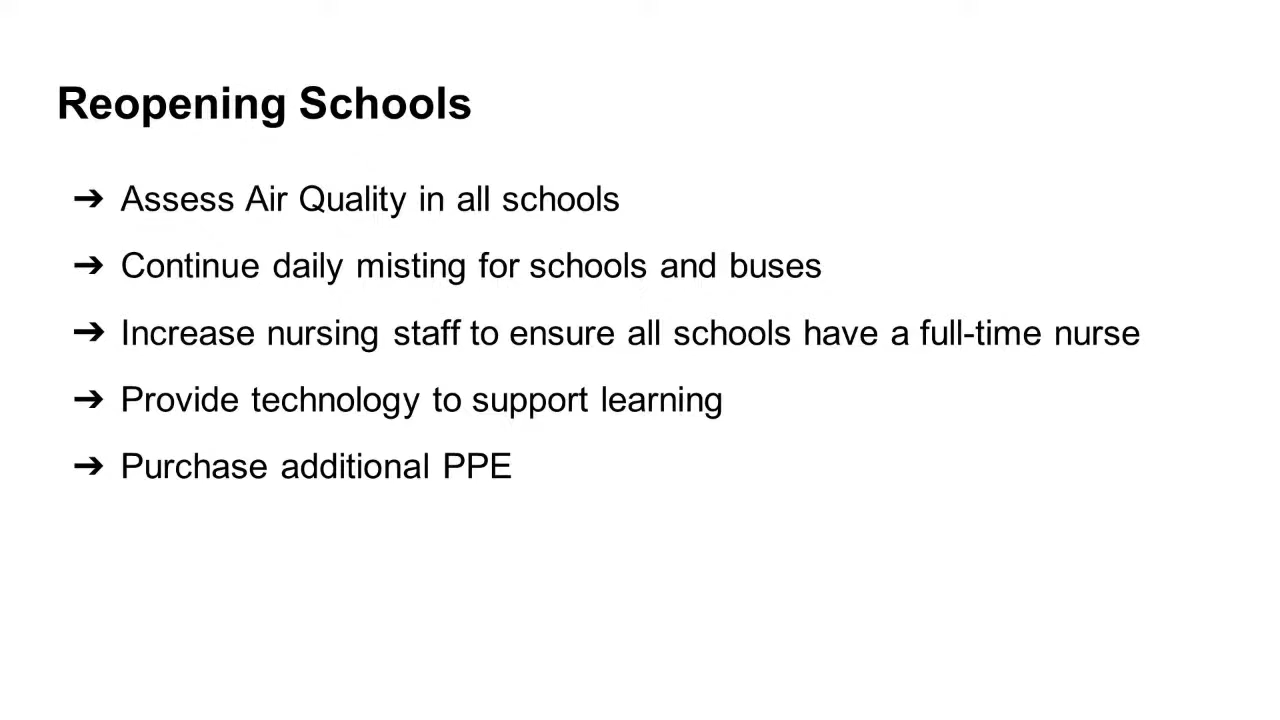 Reopening Schools
➔ Assess Air Quality in all schools
➔ Continue daily misting for schools and buses
➔ Increase nursing staff to ensure all schools have a full-time nurse
➔ Provide technology to support learning
➔ Purchase additional PPE